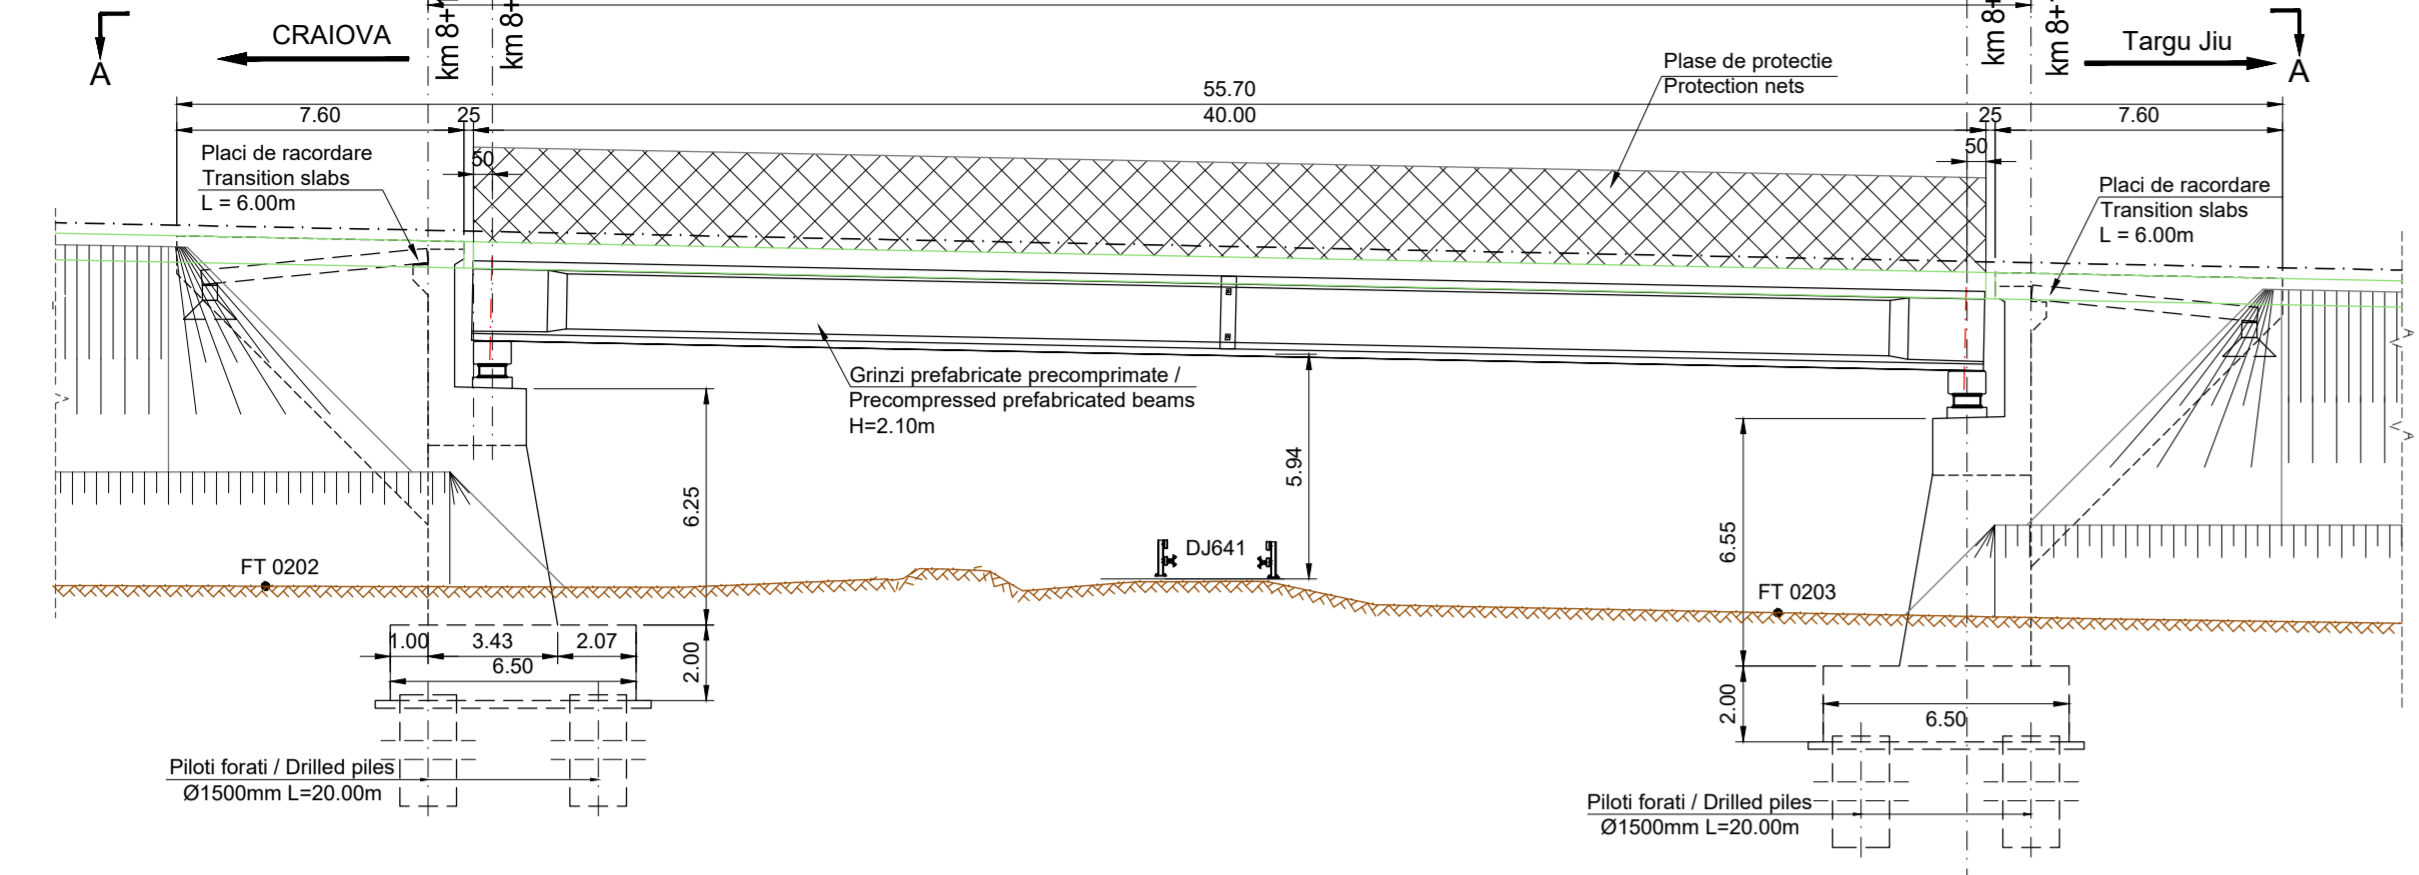 CRAIOVA
A
km 8+
km 8+
km 8+
km 8+
Targu Jiu
A
Plase de protectie
Protection nets
55.70
7.60
25
40.00
25
7.60
50
50
Placi de racordare
Transition slabs
L = 6.00m
Placi de racordare
Transition slabs
L = 6.00m
Grinzi prefabricate precomprimate /
Precompressed prefabricated beams
H=2.10m
6.25
5.94
6.55
DJ641
FT 0202
FT 0203
1.00
3.43
2.07
6.50
2.00
2.00
6.50
Piloti forati / Drilled piles
Ø1500mm L=20.00m
Piloti forati / Drilled piles
Ø1500mm L=20.00m